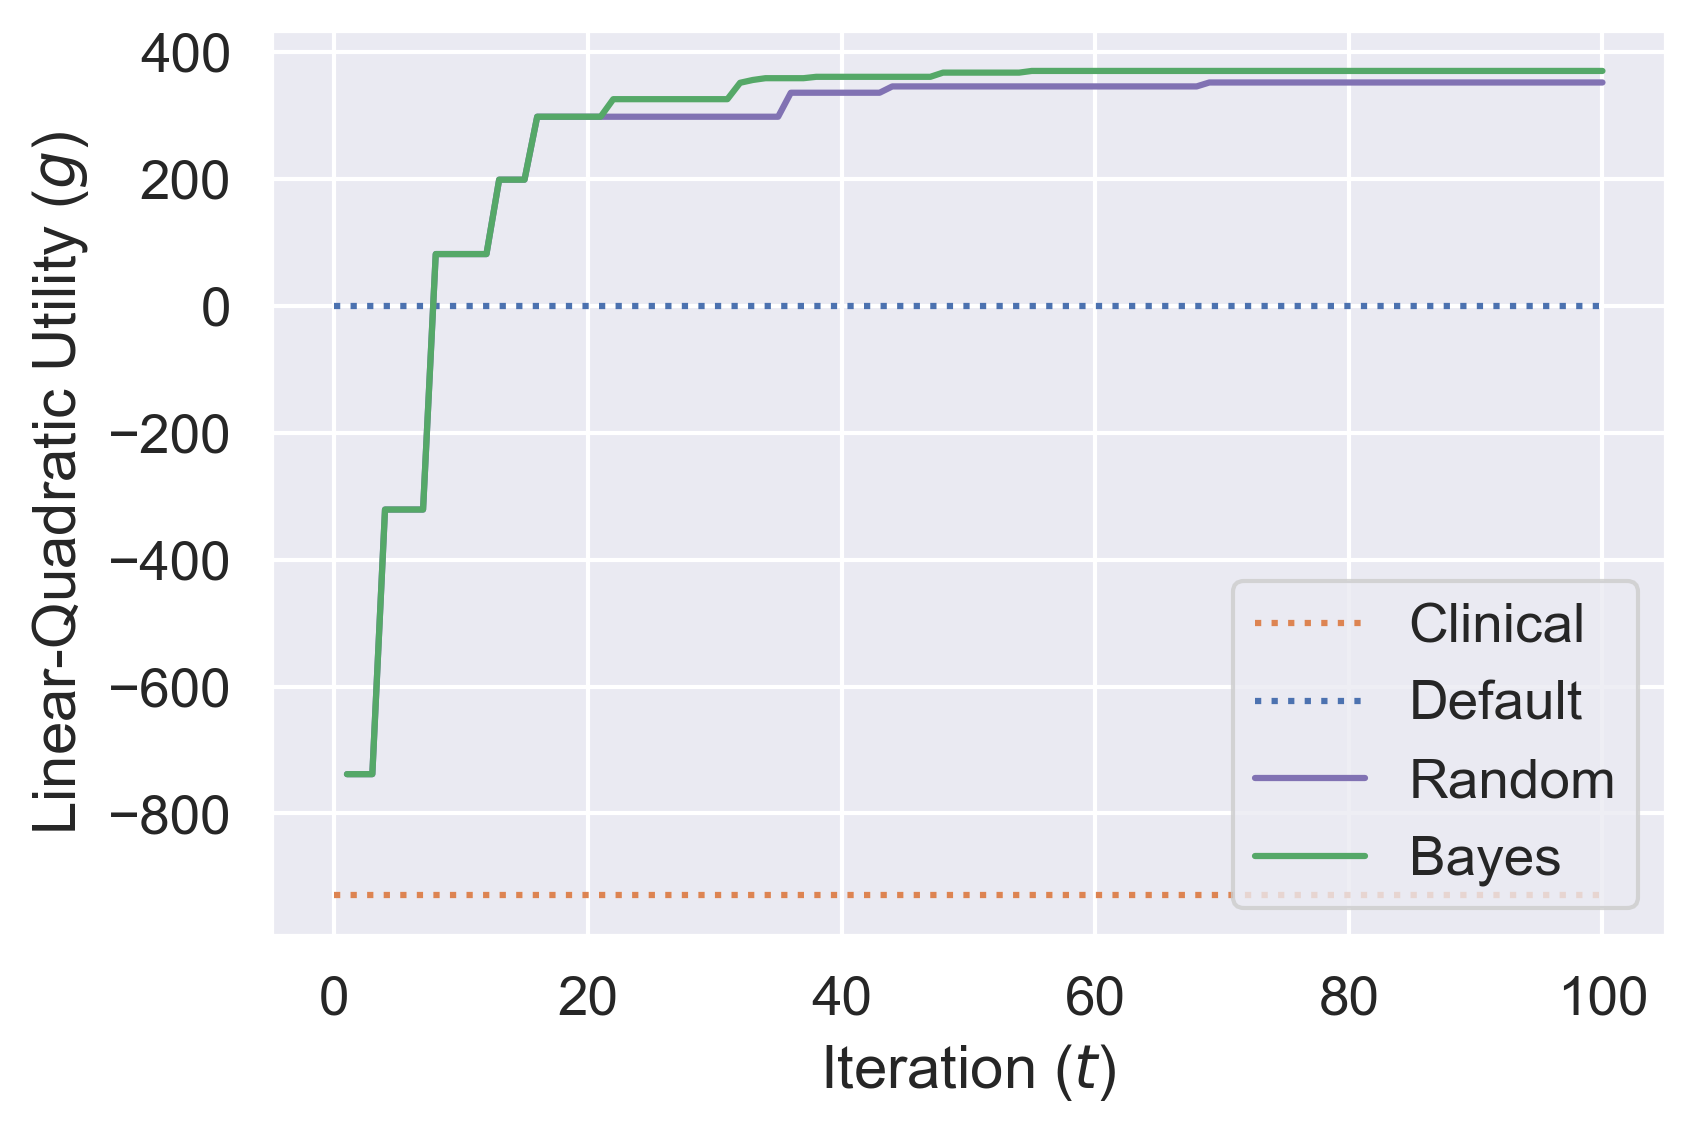 Linear-Quadratic Utility (g)
400
200
0
−200
−400
−600
−800
0 20 40 60 80 100
Iteration (t)
Clinical
Default
Random
Bayes